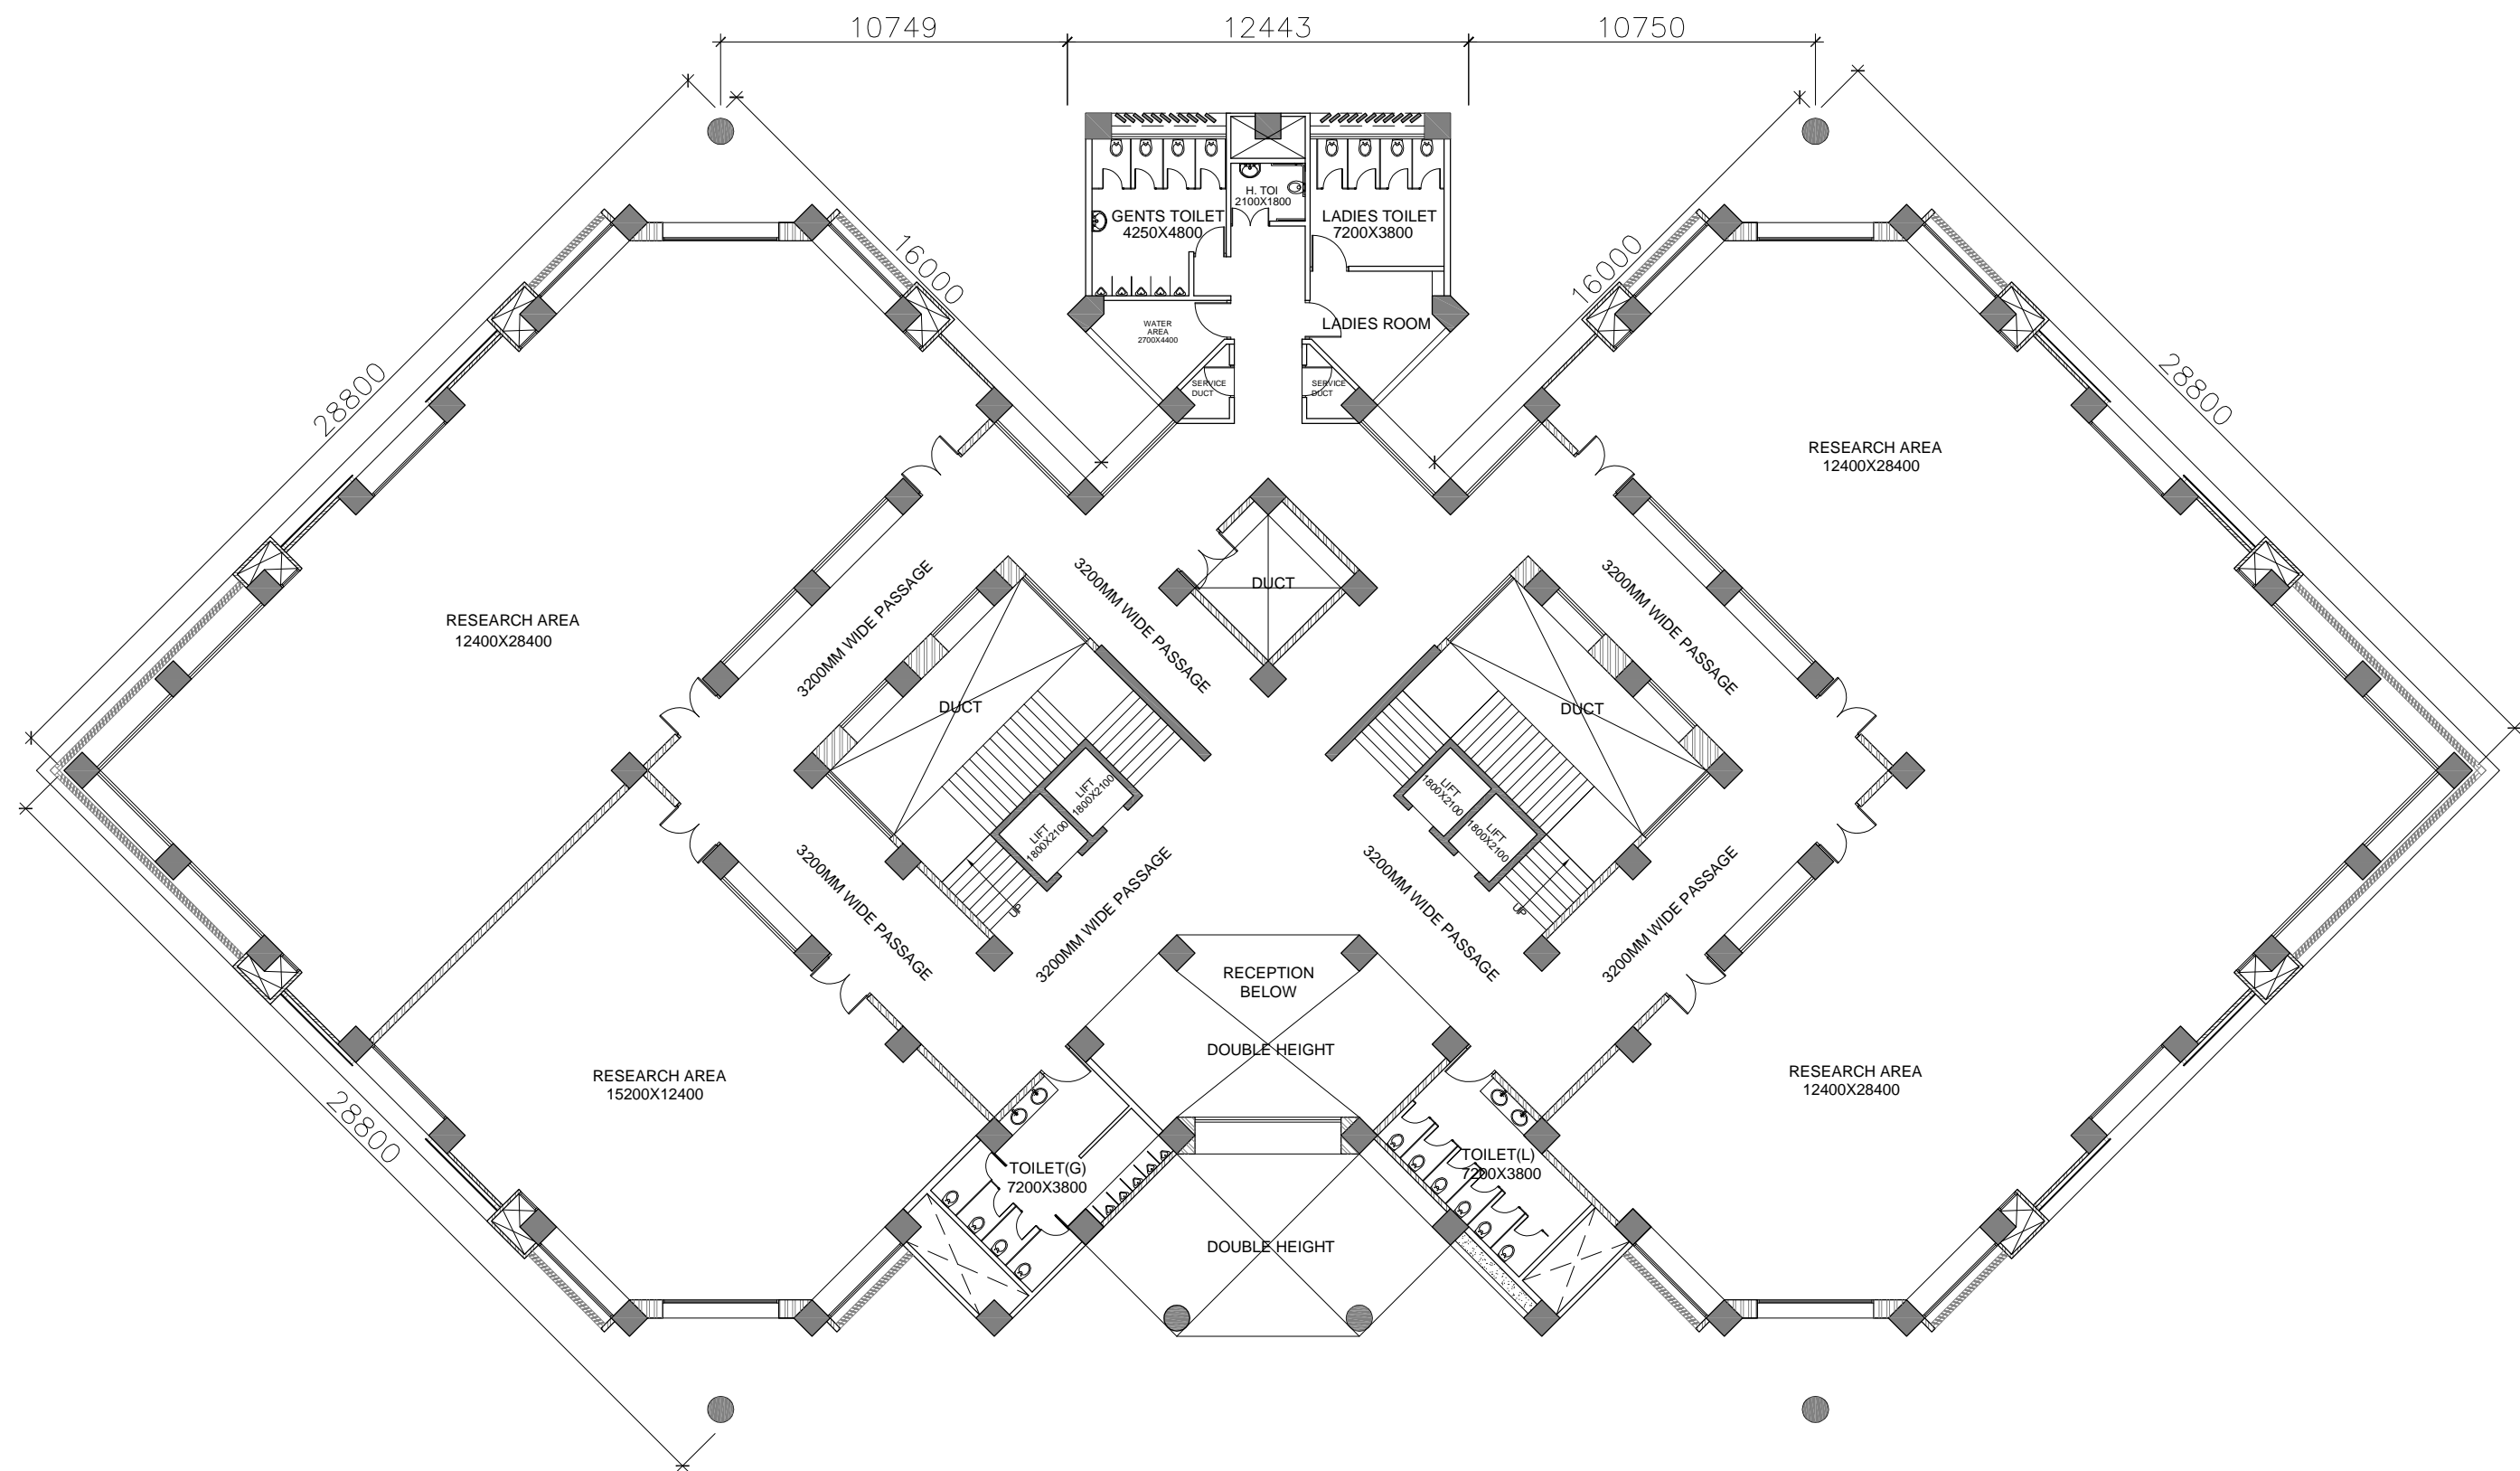 10749
12443
10750
H. TOI
2100X1800
GENTS TOILET
4250X4800
LADIES TOILET
7200X3800
16000
16000
WATER
AREA
2700X4400
LADIES ROOM
SERVICE
DUCT
SERVICE
DUCT
28800
28800
RESEARCH AREA
12400X28400
RESEARCH AREA
12400X28400
3200MM WIDE PASSAGE
3200MM WIDE PASSAGE
DUCT
3200MM WIDE PASSAGE
DUCT
DUCT
LIFT
1800X2100
LIFT
1800X2100
LIFT
1800X2100
LIFT
1800X2100
UP
UP
3200MM WIDE PASSAGE
3200MM WIDE PASSAGE
3200MM WIDE PASSAGE
3200MM WIDE PASSAGE
RECEPTION
BELOW
DOUBLE HEIGHT
RESEARCH AREA
15200X12400
RESEARCH AREA
12400X28400
28800
TOILET(G)
7200X3800
TOILET(L)
7200X3800
DOUBLE HEIGHT